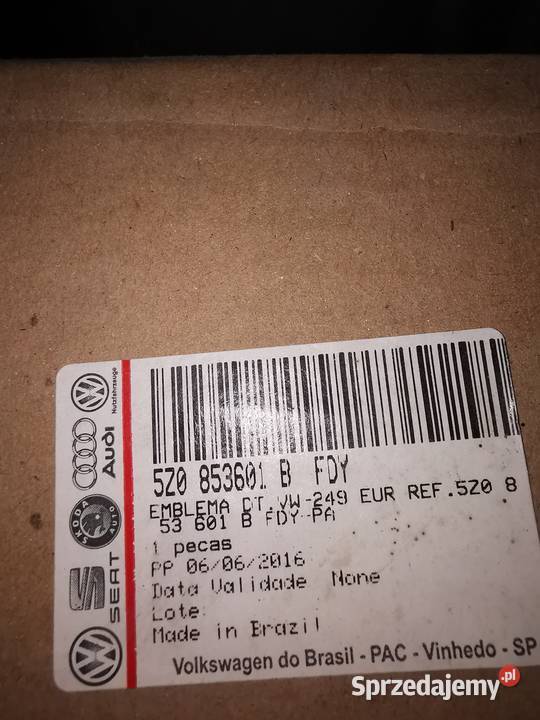 5Z0 853601 B FDY
EMBLEMA DT.VW-249 EUR REF.5Z0 8
53 601 B FDY-PA
1 pecas
PP 06/06/2016
Data Validade None
Lote
Made in Brazil
Volkswagen do Brasil - PAC - Vinhedo - SP
Nutzfahrzeuge
Audi
SKODA
AUTO
SEAT
Sprzedajemy.pl